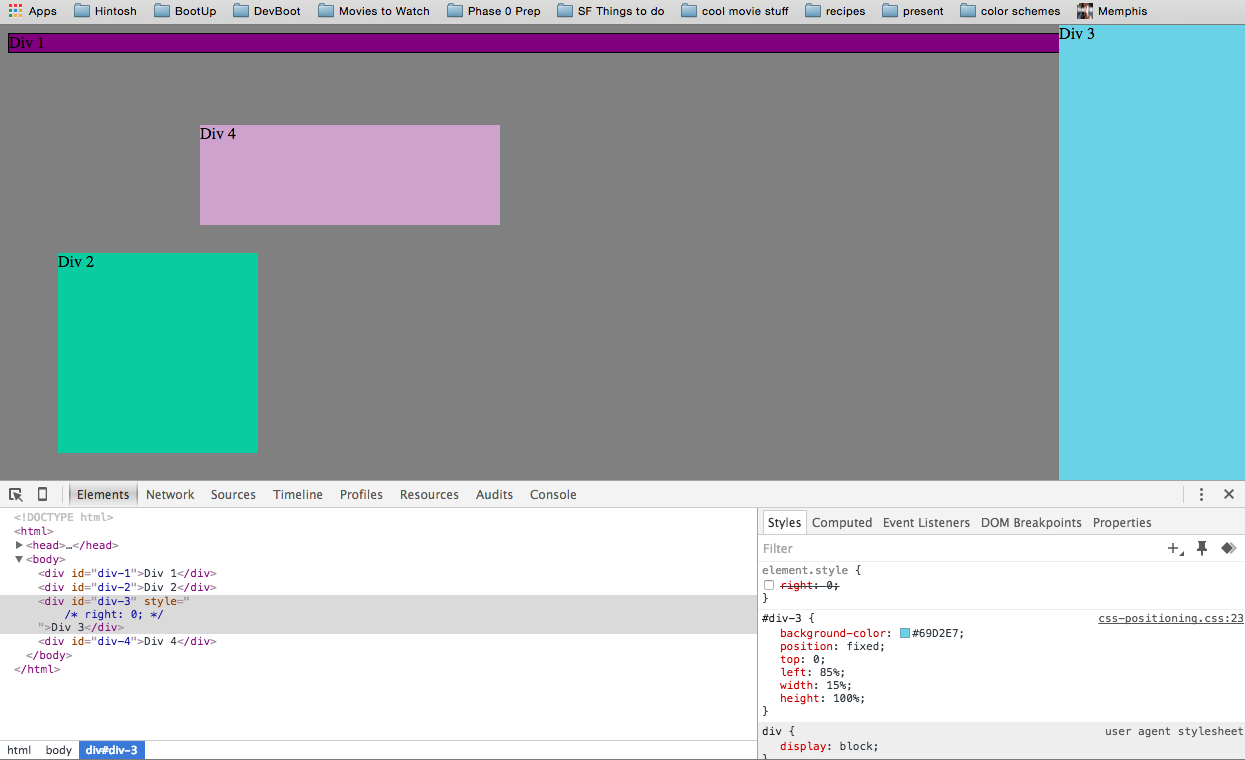 Apps Hintosh BootUp DevBoot Movies to Watch Phase 0 Prep SF Things to do cool movie stuff recipes present color schemes Memphis
Div 1
Div 3
Div 4
Div 2
Elements Network Sources Timeline Profiles Resources Audits Console
<!DOCTYPE html>
<html>
<head>…</head>
<body>
<div id="div-1">Div 1</div>
<div id="div-2">Div 2</div>
<div id="div-3" style="
/* right: 0; */
">Div 3</div>
<div id="div-4">Div 4</div>
</body>
</html>
html body div#div-3
Styles Computed Event Listeners DOM Breakpoints Properties
Filter
element.style {
right: 0;
}
#div-3 { css-positioning.css:23
background-color: #69D2E7;
position: fixed;
top: 0;
left: 85%;
width: 15%;
height: 100%;
}
div { user agent stylesheet
display: block;
}